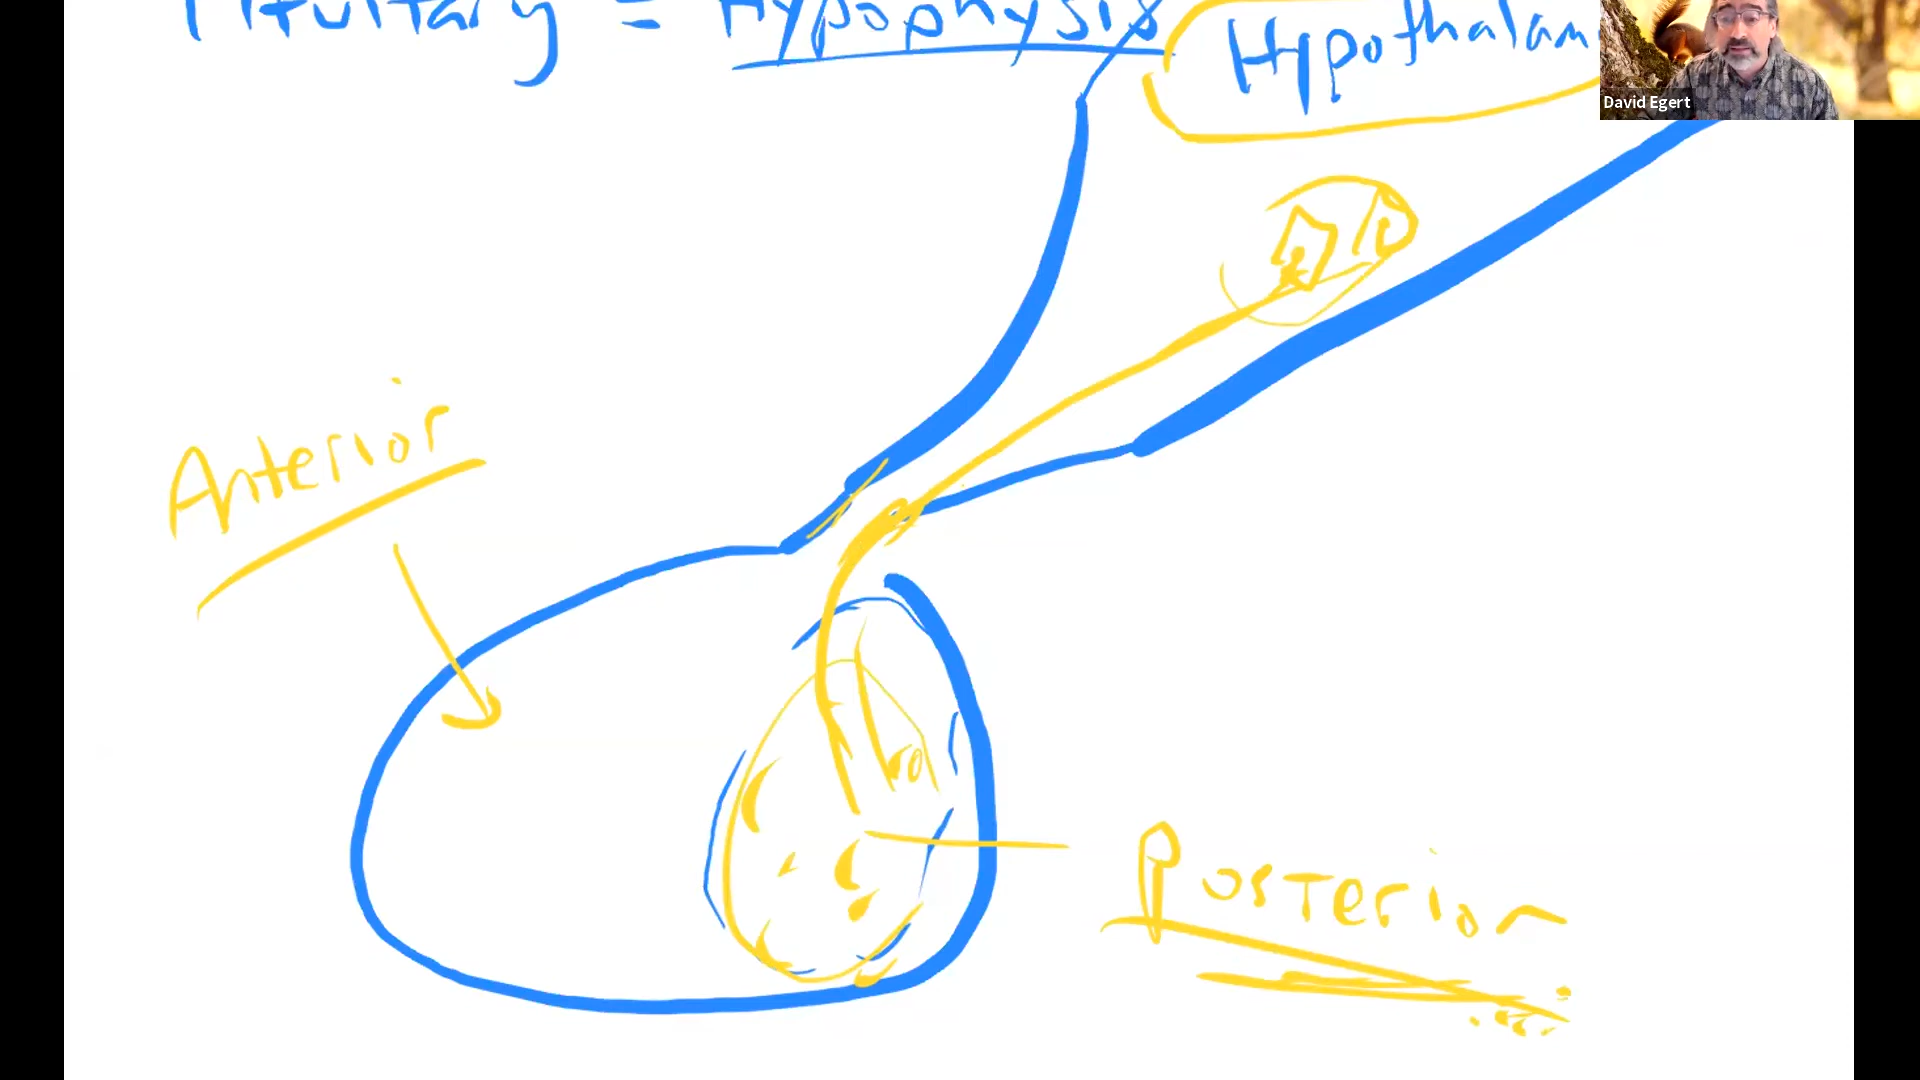 Pituitary = Hypophysis
Hypothalam
David Egert
Anterior
Posterior